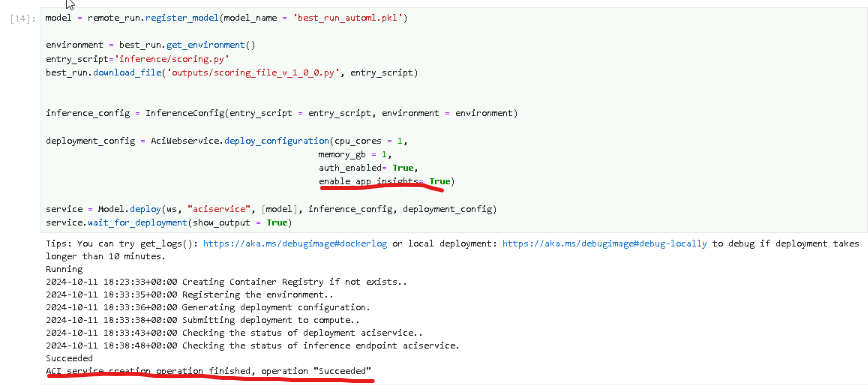 [14]:
model = remote_run.register_model(model_name = 'best_run_automl.pkl')
environment = best_run.get_environment()
entry_script='inference/scoring.py'
best_run.download_file('outputs/scoring_file_v_1_0_0.py', entry_script)
inference_config = InferenceConfig(entry_script = entry_script, environment = environment)
deployment_config = AciWebservice.deploy_configuration(cpu_cores = 1,
memory_gb = 1,
auth_enabled= True,
enable_app_insights= True)
service = Model.deploy(ws, "aciservice", [model], inference_config, deployment_config)
service.wait_for_deployment(show_output = True)
Tips: You can try get_logs(): https://aka.ms/debugimage#dockerlog or local deployment: https://aka.ms/debugimage#debug-locally to debug if deployment takes
longer than 10 minutes.
Running
2024-10-11 18:23:33+00:00 Creating Container Registry if not exists..
2024-10-11 18:33:35+00:00 Registering the environment..
2024-10-11 18:33:36+00:00 Generating deployment configuration.
2024-10-11 18:33:38+00:00 Submitting deployment to compute..
2024-10-11 18:33:43+00:00 Checking the status of deployment aciservice..
2024-10-11 18:38:48+00:00 Checking the status of inference endpoint aciservice.
Succeeded
ACI service creation operation finished, operation "Succeeded"